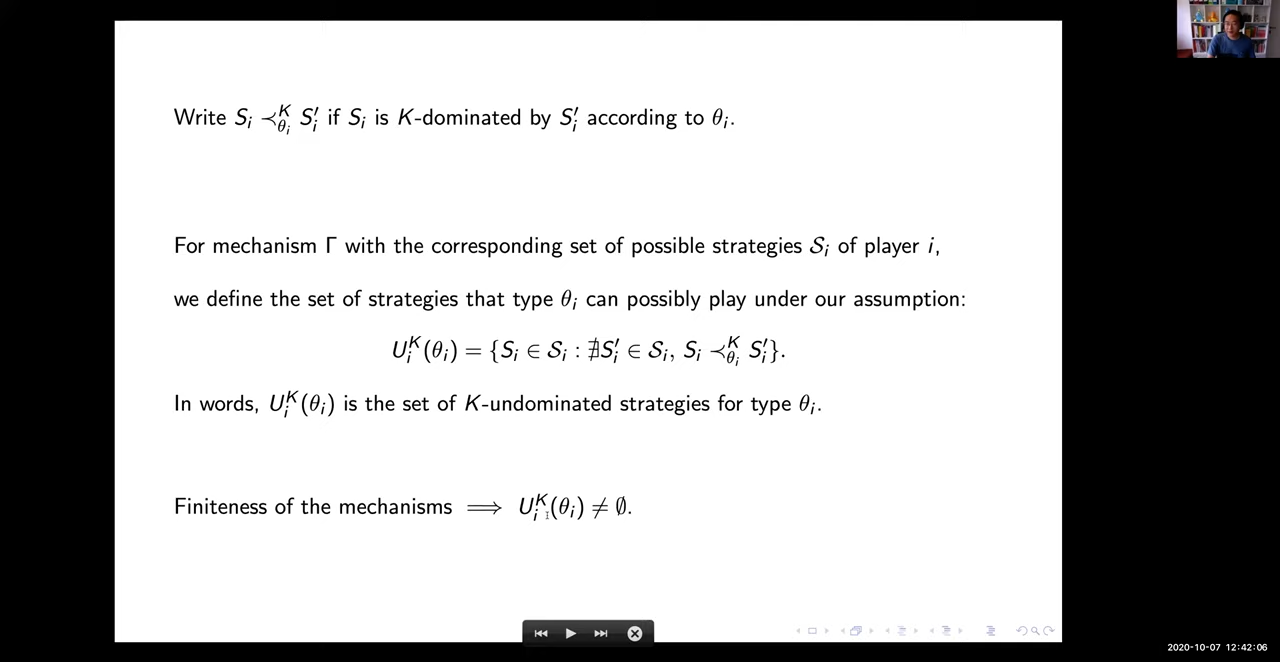 Write $S_i \prec^K_{\theta_i} S'_i$ if $S_i$ is $K$-dominated by $S'_i$ according to $\theta_i$.
For mechanism Γ with the corresponding set of possible strategies $\mathcal{S}_i$ of player $i$,
we define the set of strategies that type $\theta_i$ can possibly play under our assumption:
$U^K_i(\theta_i) = \{S_i \in \mathcal{S}_i : \nexists S'_i \in \mathcal{S}_i, S_i \prec^K_{\theta_i} S'_i\}.$
In words, $U^K_i(\theta_i)$ is the set of $K$-undominated strategies for type $\theta_i$.
Finiteness of the mechanisms $\Longrightarrow$ $U^K_i(\theta_i) \neq \emptyset$.
2020-10-07 12:42:06